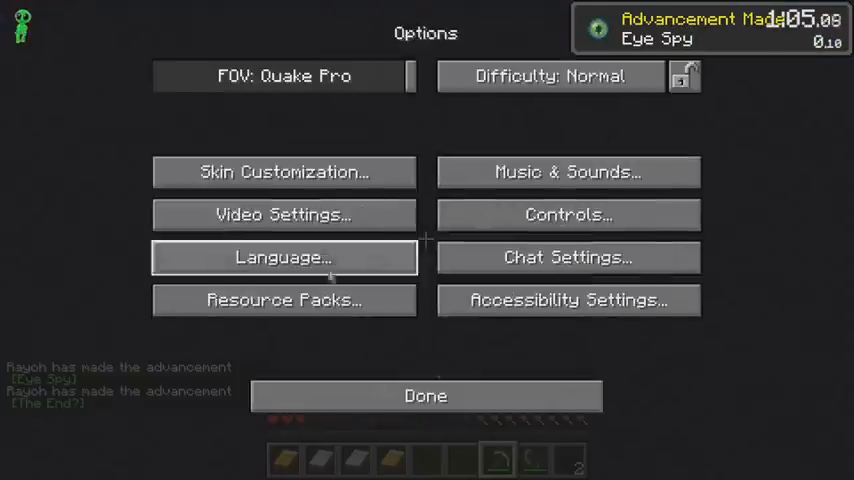 Advancement Made
1:05.08
Eye Spy
0.10
Options
FOV: Quake Pro
Difficulty: Normal
Skin Customization...
Music & Sounds...
Video Settings...
Controls...
Language...
Chat Settings...
Resource Packs...
Accessibility Settings...
Rayoh has made the advancement
[Eye Spy]
Rayoh has made the advancement
[The End?]
Done
2